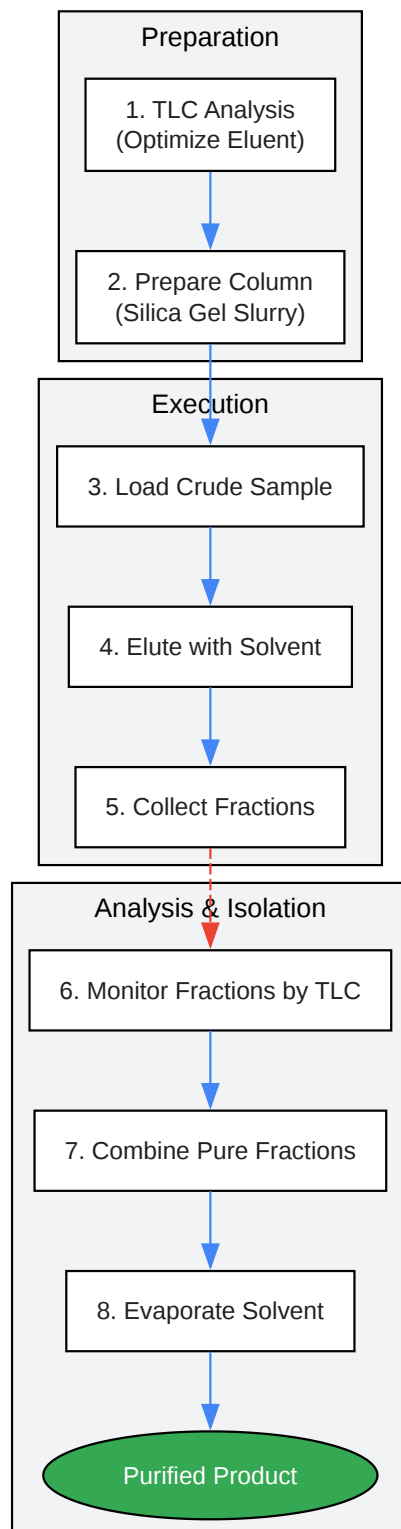 Preparation
1. TLC Analysis
(Optimize Eluent)
2. Prepare Column
(Silica Gel Slurry)
Execution
3. Load Crude Sample
4. Elute with Solvent
5. Collect Fractions
Analysis & Isolation
6. Monitor Fractions by TLC
7. Combine Pure Fractions
8. Evaporate Solvent
Purified Product